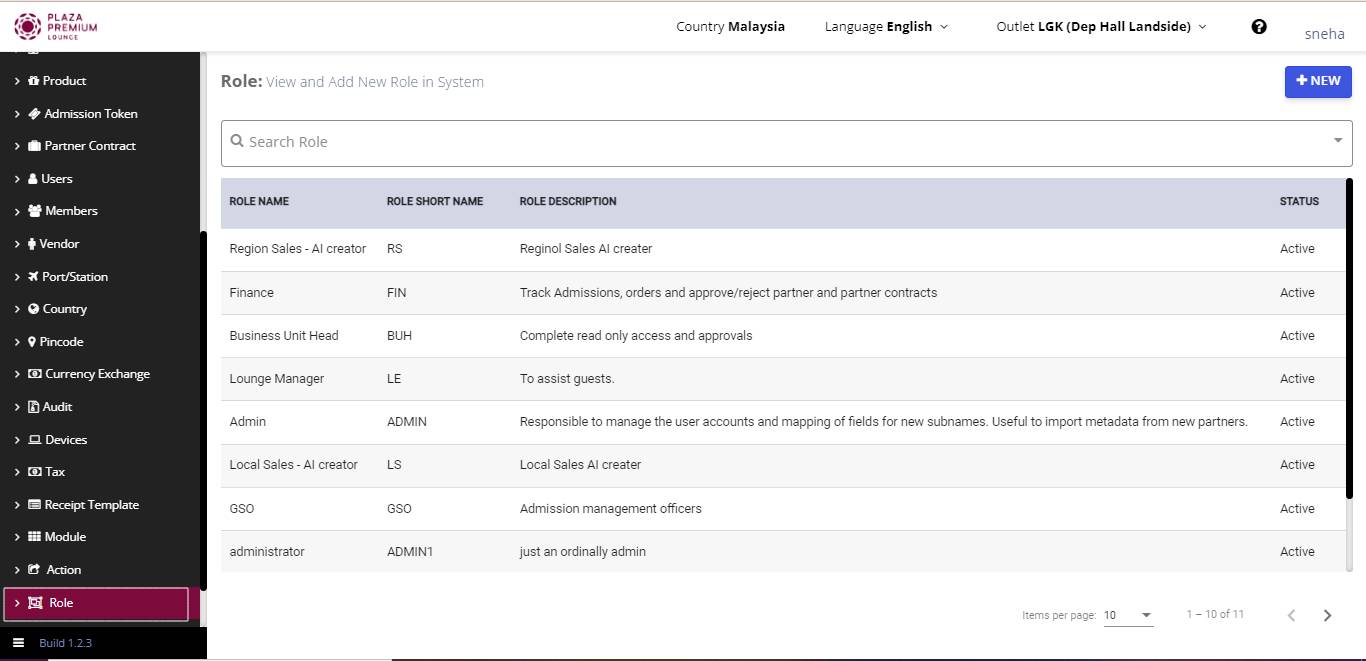 PLAZA
PREMIUM
LOUNGE
Country Malaysia
Language English
Outlet LGK (Dep Hall Landside)
sneha
Product
Admission Token
Partner Contract
Users
Members
Vendor
Port/Station
Country
Pincode
Currency Exchange
Audit
Devices
Tax
Receipt Template
Module
Action
Role
Build 1.2.3
Role: View and Add New Role in System
+ NEW
Search Role
ROLE NAME ROLE SHORT NAME ROLE DESCRIPTION STATUS
Region Sales - AI creator RS Reginol Sales AI creater Active
Finance FIN Track Admissions, orders and approve/reject partner and partner contracts Active
Business Unit Head BUH Complete read only access and approvals Active
Lounge Manager LE To assist guests. Active
Admin ADMIN Responsible to manage the user accounts and mapping of fields for new subnames. Useful to import metadata from new partners. Active
Local Sales - AI creator LS Local Sales AI creater Active
GSO GSO Admission management officers Active
administrator ADMIN1 just an ordinally admin Active
Items per page: 10 1 – 10 of 11